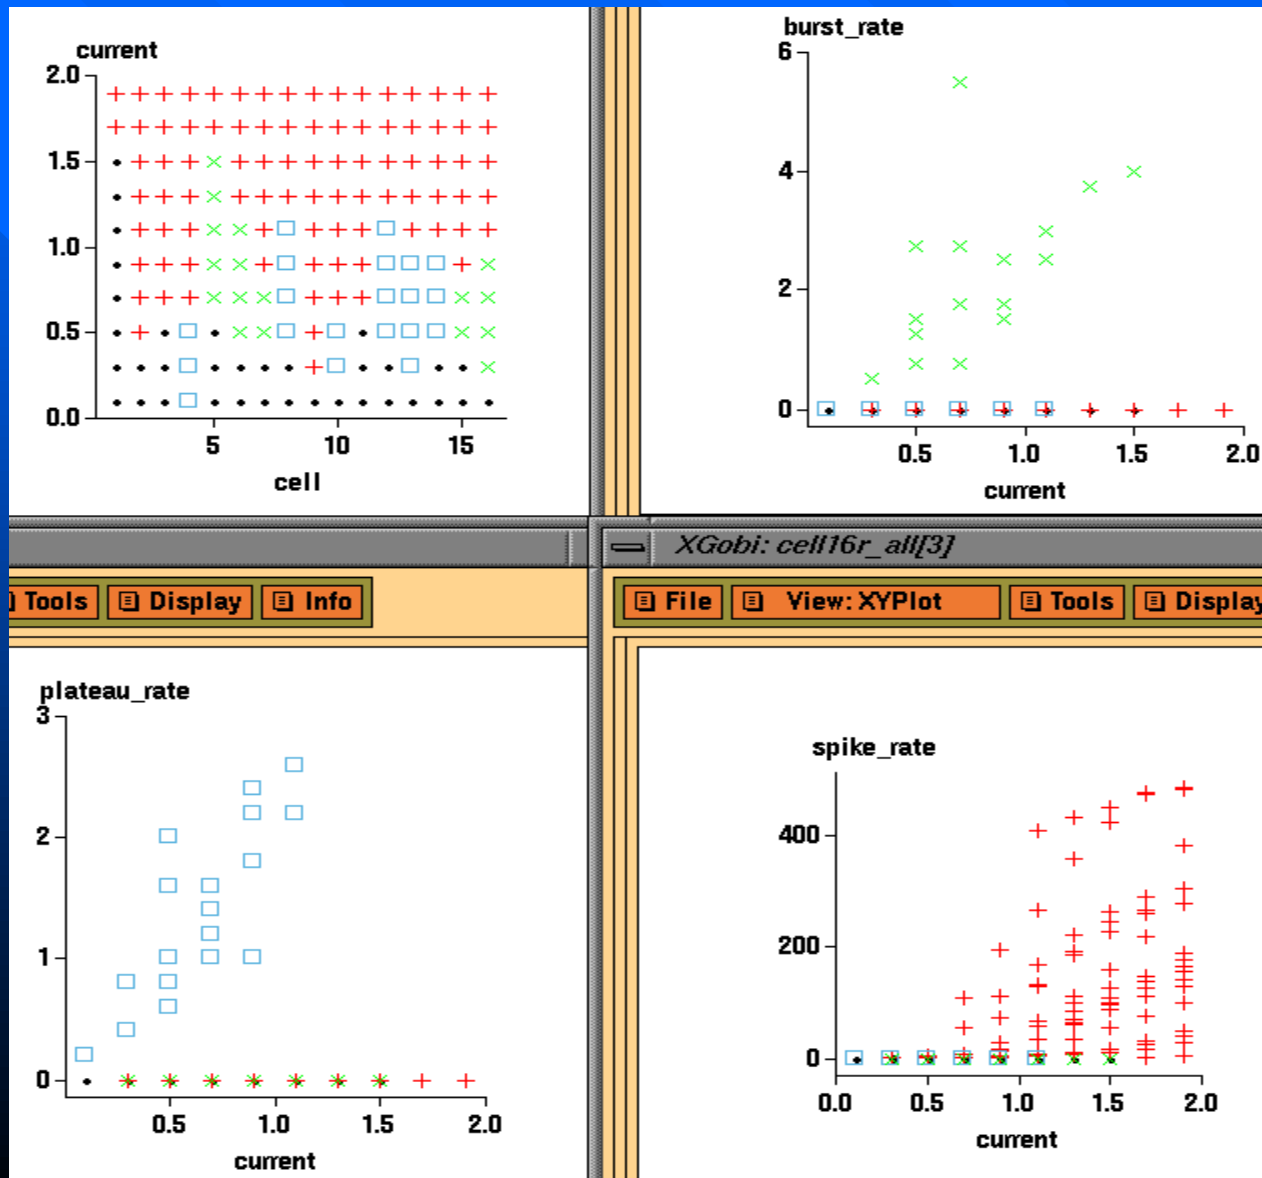 current
2.0
1.5
1.0
0.5
0.0
5 10 15
cell
burst_rate
6
4
2
0
0.5 1.0 1.5 2.0
current
XGobi: cell16r_all[3]
Tools Display Info
File View: XYPlot Tools Display
plateau_rate
3
2
1
0
0.5 1.0 1.5 2.0
current
spike_rate
400
200
0
0.0 0.5 1.0 1.5 2.0
current